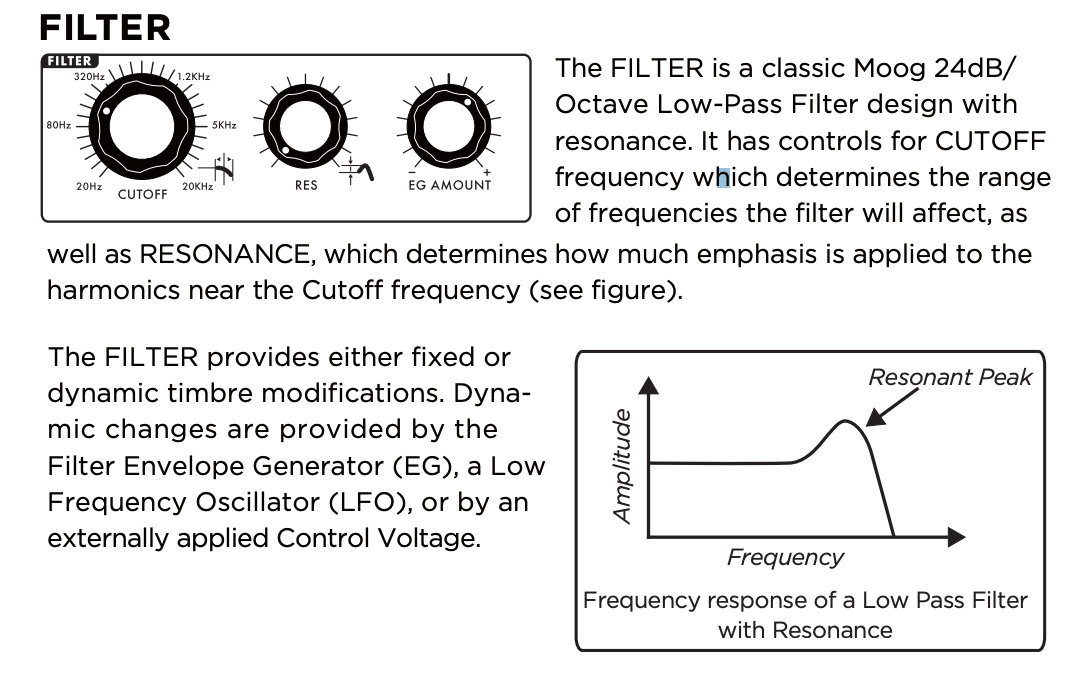 FILTER
FILTER
320Hz
1.2KHz
80Hz
5KHz
20Hz
20KHz
CUTOFF
RES
- +
EG AMOUNT
The FILTER is a classic Moog 24dB/
Octave Low-Pass Filter design with
resonance. It has controls for CUTOFF
frequency which determines the range
of frequencies the filter will affect, as
well as RESONANCE, which determines how much emphasis is applied to the
harmonics near the Cutoff frequency (see figure).
The FILTER provides either fixed or
dynamic timbre modifications. Dyna-
mic changes are provided by the
Filter Envelope Generator (EG), a Low
Frequency Oscillator (LFO), or by an
externally applied Control Voltage.
Resonant Peak
Amplitude
Frequency
Frequency response of a Low Pass Filter
with Resonance